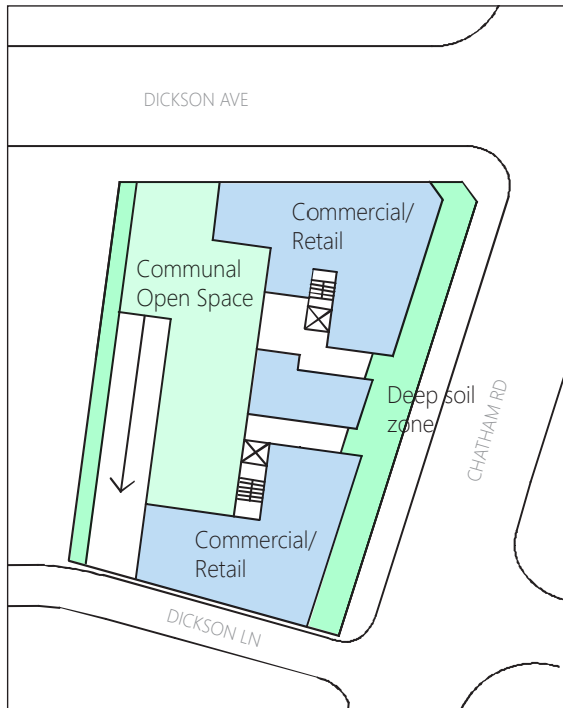 DICKSON AVE
Commercial/
Retail
Communal
Open Space
Deep soil
zone
CHATHAM RD
Commercial/
Retail
DICKSON LN